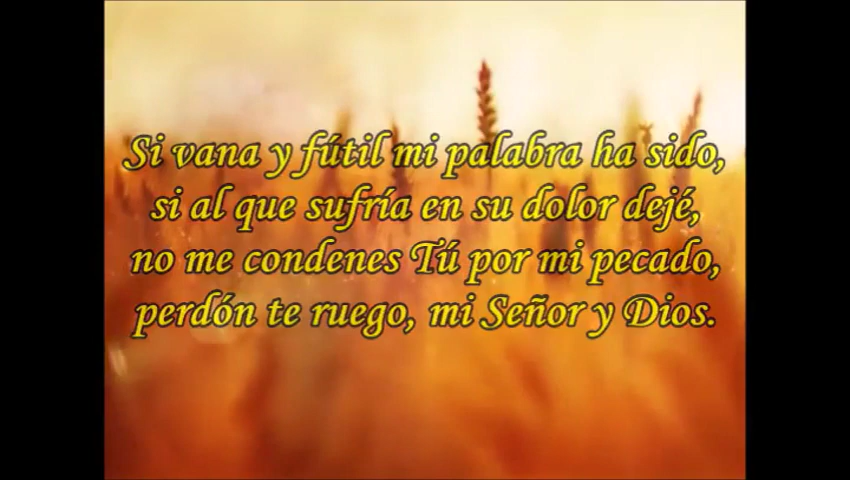 Si vana y fútil mi palabra ha sido,
si al que sufría en su dolor dejé,
no me condenes Tú por mi pecado,
perdón te ruego, mi Señor y Dios.